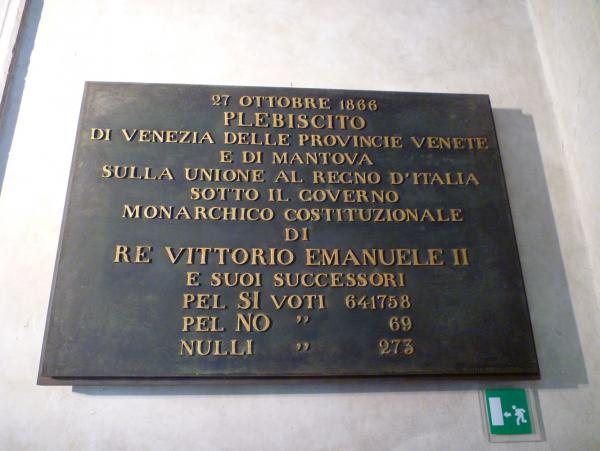 27 OTTOBRE 1866
PLEBISCITO
DI VENEZIA DELLE PROVINCIE VENETE
E DI MANTOVA
SULLA UNIONE AL REGNO D'ITALIA
SOTTO IL GOVERNO
MONARCHICO COSTITUZIONALE
DI
RE VITTORIO EMANUELE II
E SUOI SUCCESSORI
PEL SI VOTI 641758
PEL NO " 69
NULLI " 273